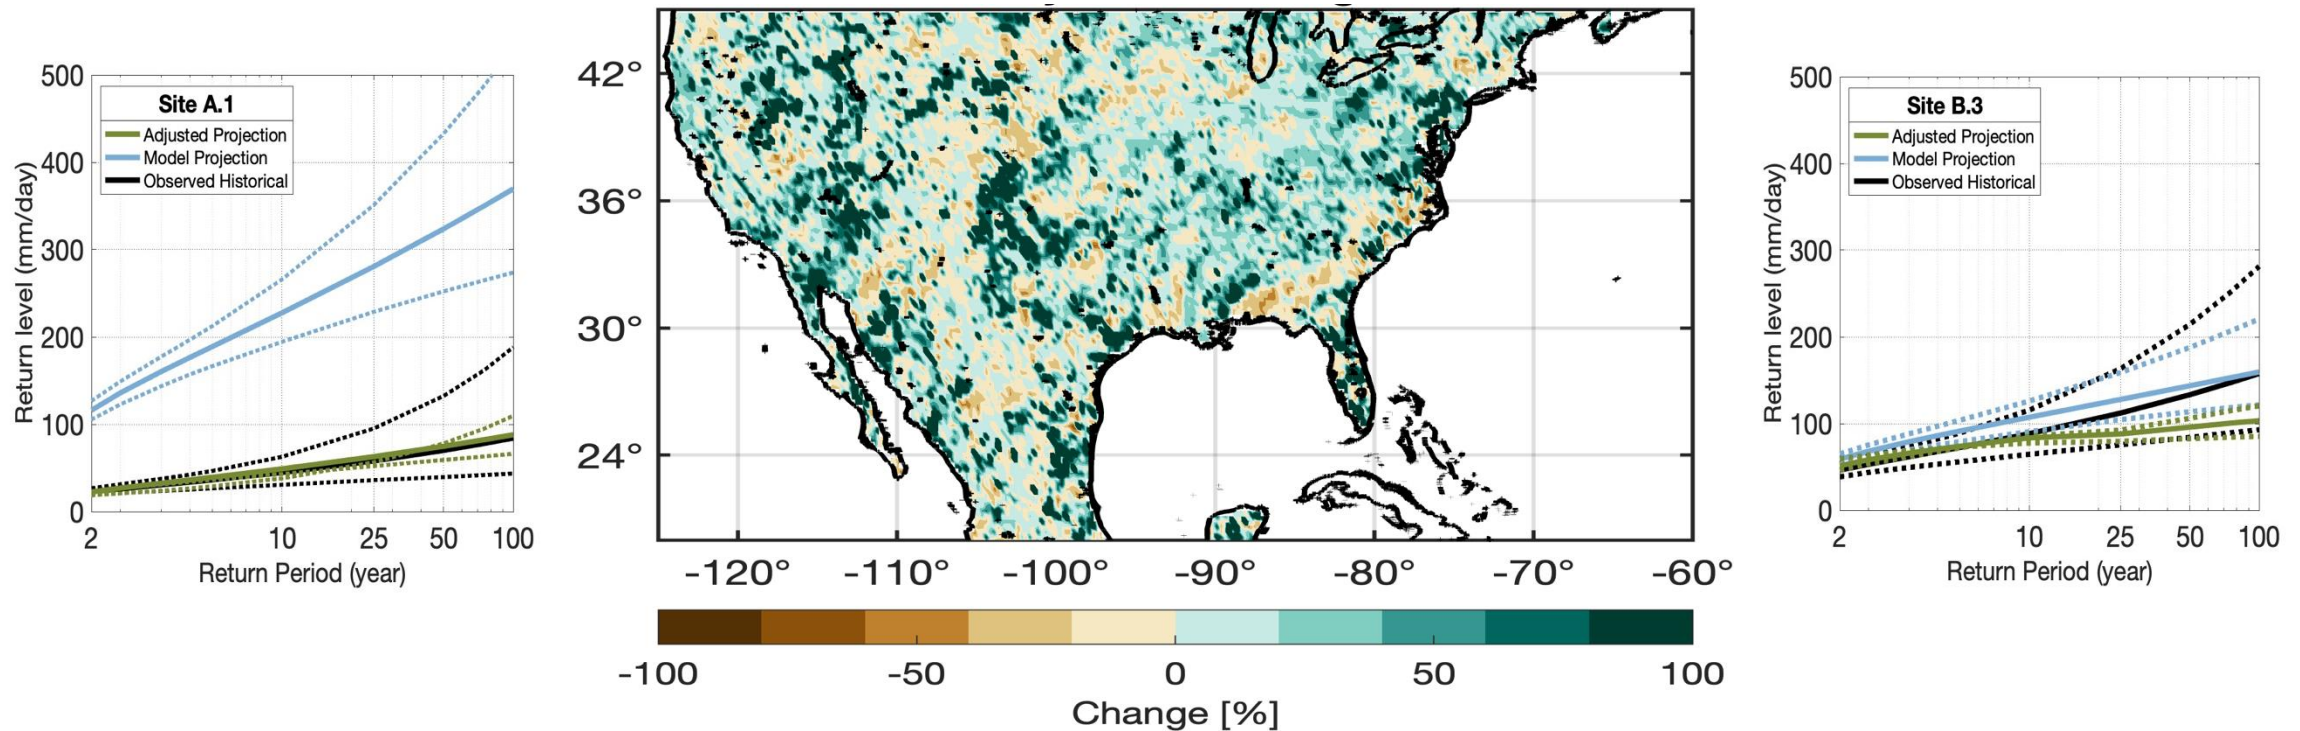 500
400
300
200
100
0
Return level (mm/day)
Site A.1
Adjusted Projection
Model Projection
Observed Historical
2 10 25 50 100
Return Period (year)
42°
36°
30°
24°
-120° -110° -100° -90° -80° -70° -60°
-100 -50 0 50 100
Change [%]
500
400
300
200
100
0
Return level (mm/day)
Site B.3
Adjusted Projection
Model Projection
Observed Historical
2 10 25 50 100
Return Period (year)